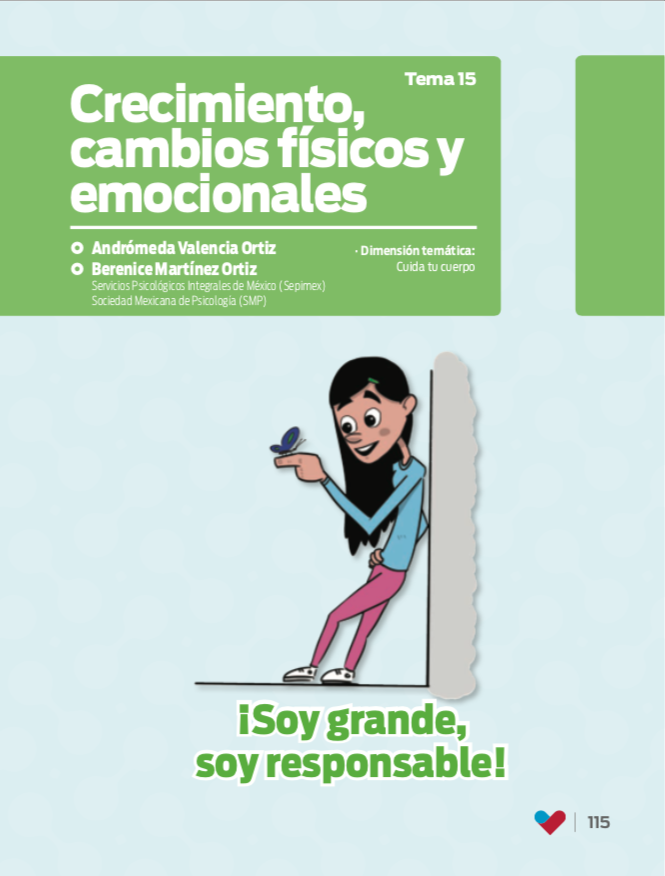 Tema 15
Crecimiento,
cambios físicos y
emocionales
Andrómeda Valencia Ortiz
Berenice Martínez Ortiz
Servicios Psicológicos Integrales de México (Sepimex)
Sociedad Mexicana de Psicología (SMP)
· Dimensión temática:
Cuida tu cuerpo
¡Soy grande,
soy responsable!
115